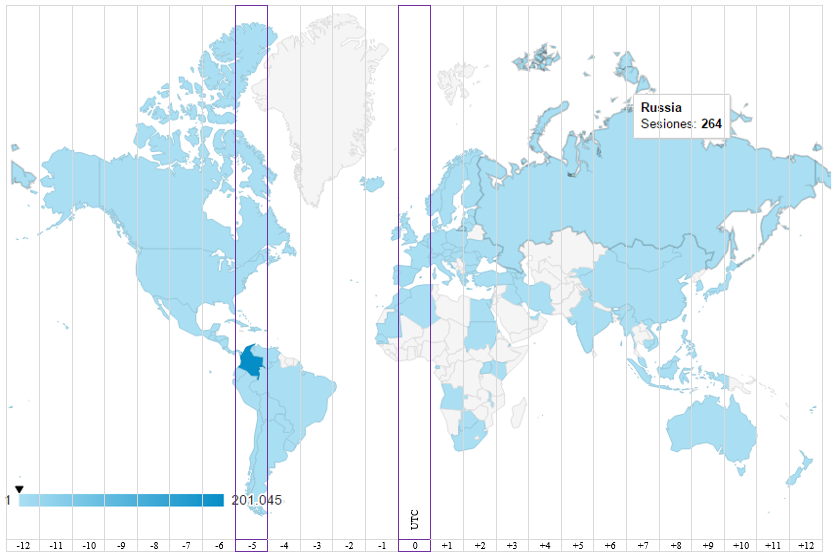 Russia
Sesiones: 264
1
201.045
UTC
-12 -11 -10 -9 -8 -7 -6 -5 -4 -3 -2 -1 0 +1 +2 +3 +4 +5 +6 +7 +8 +9 +10 +11 +12